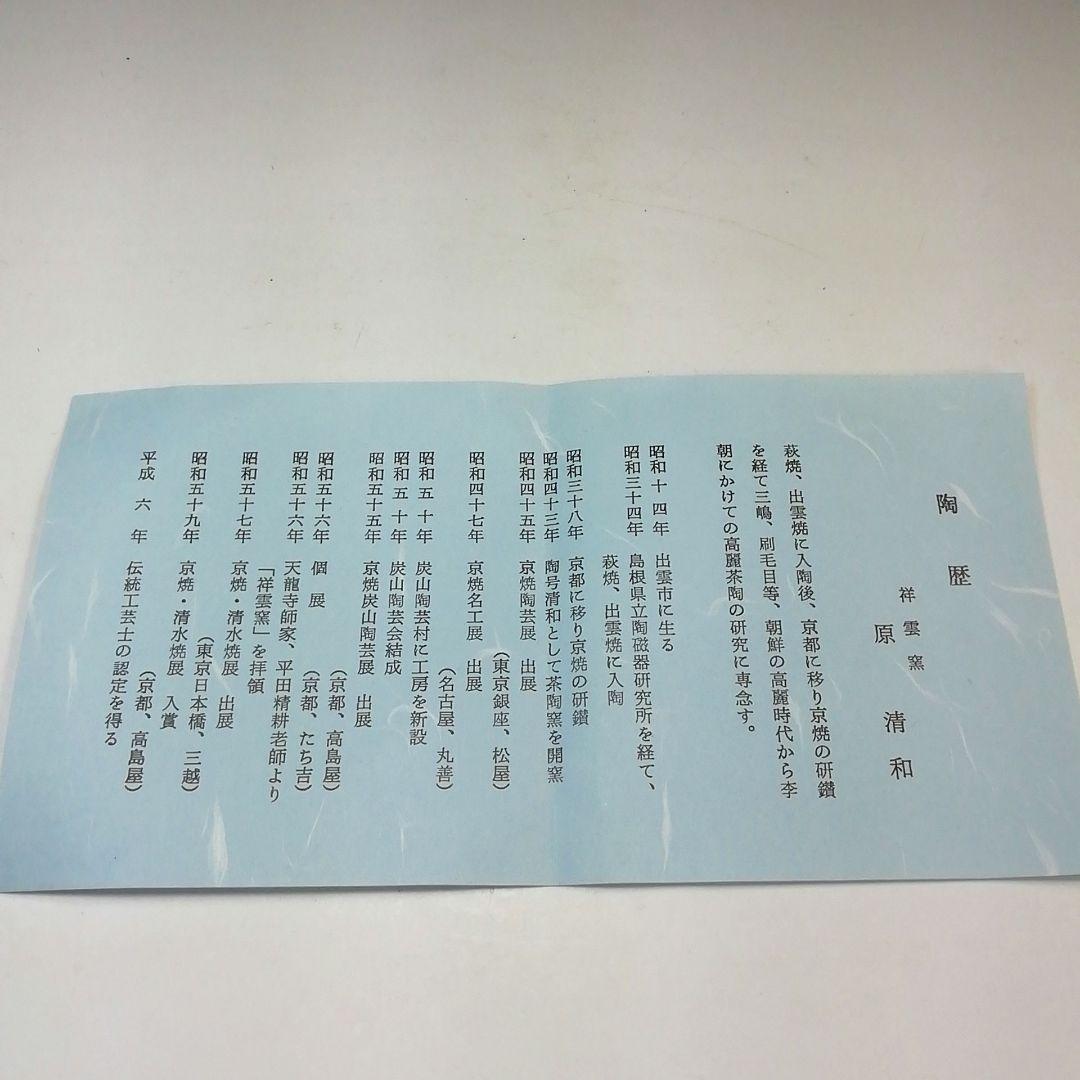 陶歴
祥雲窯
原清和
萩焼、出雲焼に入陶後、京都に移り京焼の研鑽
を経て三嶋、刷毛目等、朝鮮の高麗時代から李
朝にかけての高麗茶陶の研究に専念す。
昭和十四年 出雲市に生る
昭和三十四年 島根県立陶磁器研究所を経て、
萩焼、出雲焼に入陶
昭和三十八年 京都に移り京焼の研鑽
昭和四十三年 陶号清和として茶陶窯を開窯
昭和四十五年 京焼陶芸展 出展
(東京銀座、松屋)
昭和四十七年 京焼名工展 出展
(名古屋、丸善)
昭和五十年 炭山陶芸村に工房を新設
昭和五十年 炭山陶芸会結成
昭和五十五年 京焼炭山陶芸展 出展
(京都、高島屋)
昭和五十六年 個展
(京都、たち吉)
昭和五十六年 天龍寺師家、平田精耕老師より
「祥雲窯」を拝領
昭和五十七年 京焼・清水焼展 出展
(東京日本橋、三越)
昭和五十九年 京焼・清水焼展 入賞
(京都、高島屋)
平成六年 伝統工芸士の認定を得る